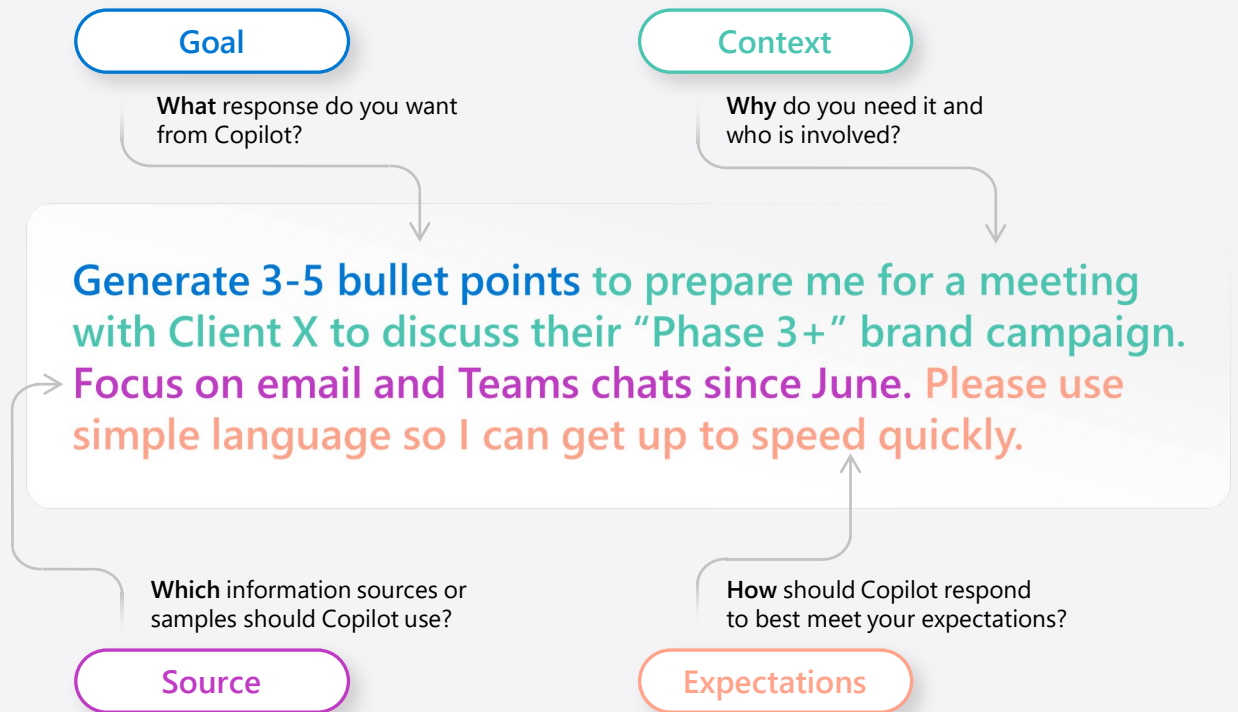 Goal
Context
What response do you want
from Copilot?
Why do you need it and
who is involved?
Generate 3-5 bullet points to prepare me for a meeting
with Client X to discuss their “Phase 3+” brand campaign.
Focus on email and Teams chats since June. Please use
simple language so I can get up to speed quickly.
Which information sources or
samples should Copilot use?
How should Copilot respond
to best meet your expectations?
Source
Expectations